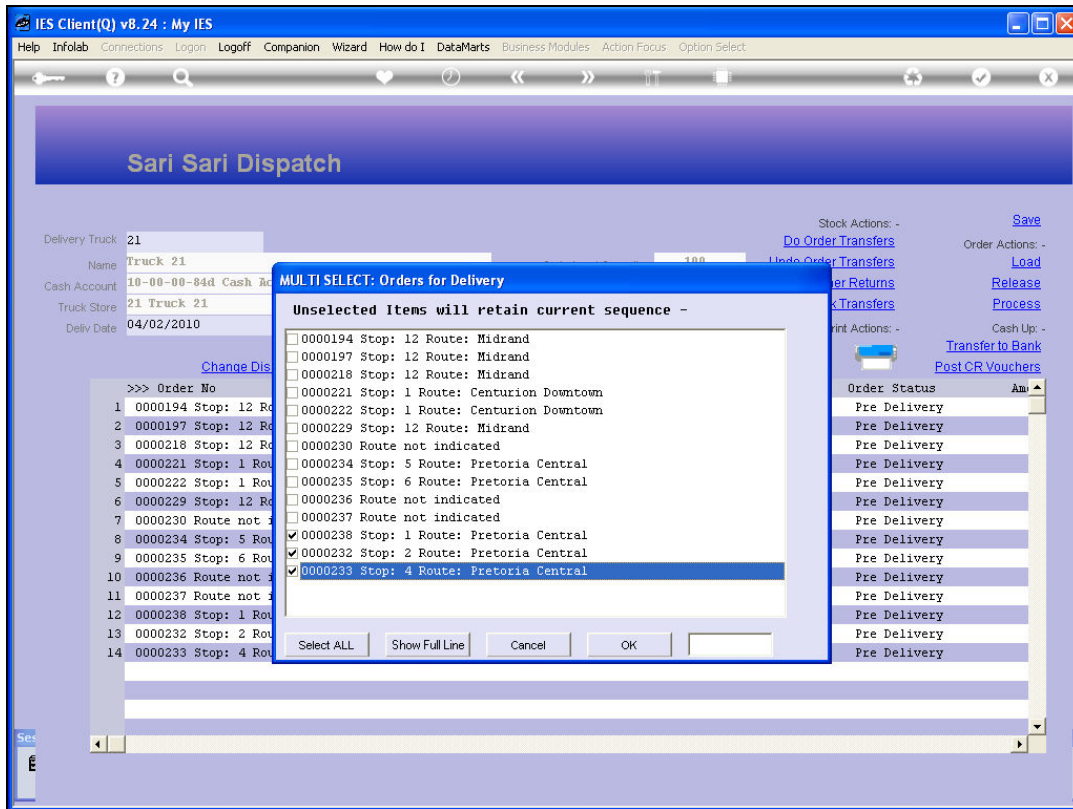 IES Client(Q) v8.24 : My IES
Help Infolab Connections Logon Logoff Companion Wizard How do I DataMarts Business Modules Action Focus Option Select
Sari Sari Dispatch
Stock Actions: -
Save
Delivery Truck 21
Do Order Transfers
Order Actions: -
Name Truck 21
100
Undo Order Transfers
Load
Cash Account 10-00-00-84d Cash
er Returns
Release
Truck Store 21 Truck 21
Transfers
Process
Deliv Date 04/02/2010
rint Actions: -
Cash Up: -
Transfer to Bank
Change Dis
Post CR Vouchers
>>> Order No
Order Status
1 0000194 Stop: 12 Pre Delivery
2 0000197 Stop: 12 Pre Delivery
3 0000218 Stop: 12 Pre Delivery
4 0000221 Stop: 1 Rou Pre Delivery
5 0000222 Stop: 1 Rou Pre Delivery
6 0000229 Stop: 12 Pre Delivery
7 0000230 Route not Pre Delivery
8 0000234 Stop: 5 Rou Pre Delivery
9 0000235 Stop: 6 Rou Pre Delivery
10 0000236 Route not Pre Delivery
11 0000237 Route not Pre Delivery
12 0000238 Stop: 1 Rou Pre Delivery
13 0000232 Stop: 2 Rou Pre Delivery
14 0000233 Stop: 4 Rou Pre Delivery
MULTI SELECT: Orders for Delivery
Unselected Items will retain current sequence -
0000194 Stop: 12 Route: Midrand
0000197 Stop: 12 Route: Midrand
0000218 Stop: 12 Route: Midrand
0000221 Stop: 1 Route: Centurion Downtown
0000222 Stop: 1 Route: Centurion Downtown
0000229 Stop: 12 Route: Midrand
0000230 Route not indicated
0000234 Stop: 5 Route: Pretoria Central
0000235 Stop: 6 Route: Pretoria Central
0000236 Route not indicated
0000237 Route not indicated
0000238 Stop: 1 Route: Pretoria Central
0000232 Stop: 2 Route: Pretoria Central
0000233 Stop: 4 Route: Pretoria Central
Select ALL
Show Full Line
Cancel
OK
Ses